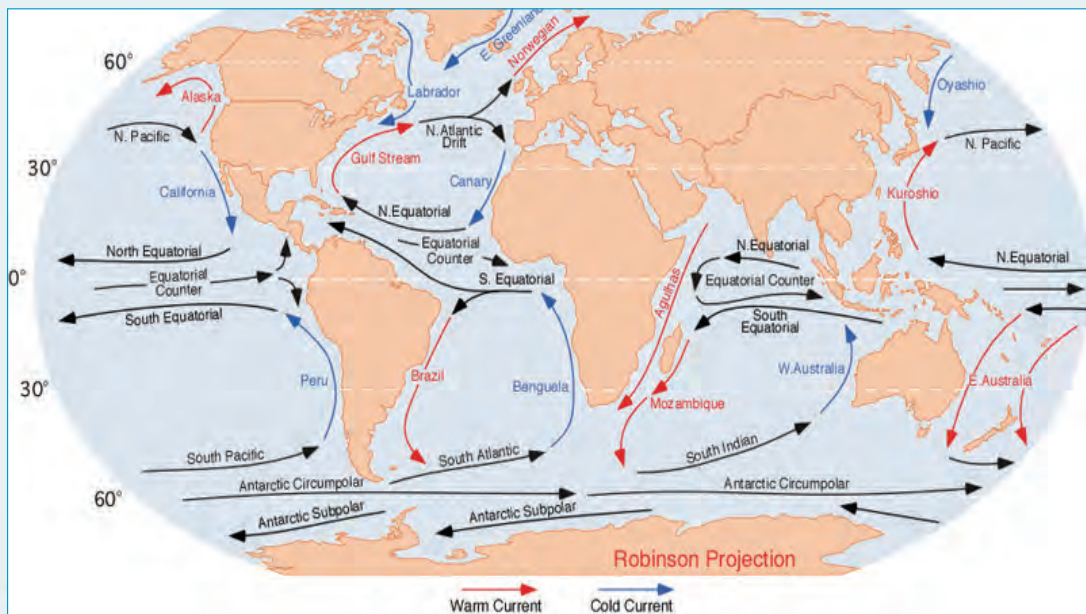 60°
30°
0°
30°
60°
Alaska
N. Pacific
California
North Equatorial
Equatorial
Counter
South Equatorial
Peru
South Pacific
Labrador
E. Greenland
Norwegian
N. Atlantic
Drift
Gulf Stream
Canary
N.Equatorial
Equatorial
Counter
S. Equatorial
Brazil
Benguela
South Atlantic
Agulhas
Mozambique
N.Equatorial
Equatorial Counter
South
Equatorial
W.Australia
South Indian
Oyashio
N. Pacific
Kuroshio
N.Equatorial
E.Australia
Antarctic Circumpolar
Antarctic Circumpolar
Antarctic Subpolar
Antarctic Subpolar
Robinson Projection
Warm Current
Cold Current